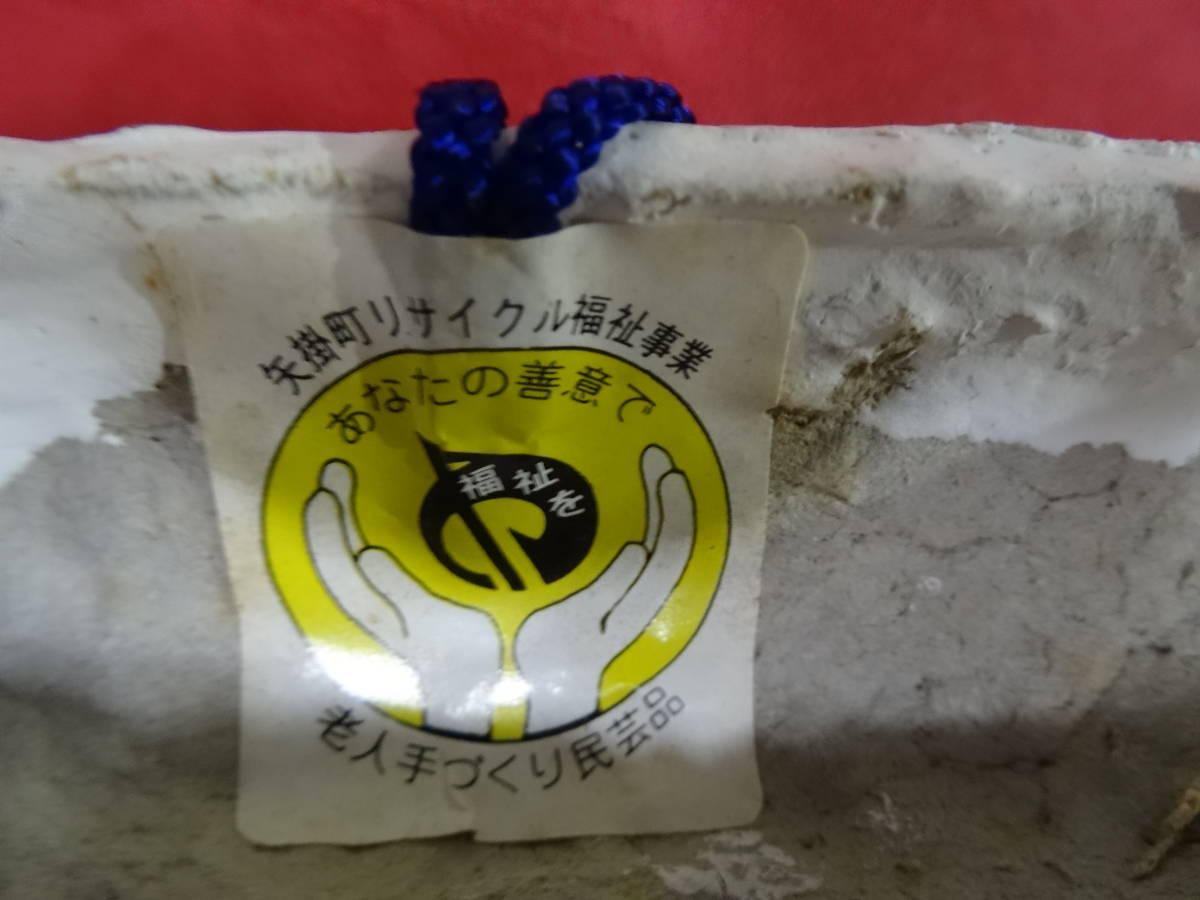 矢掛町リサイクル福祉事業
あなたの善意で
福祉を
老人手づくり民芸品